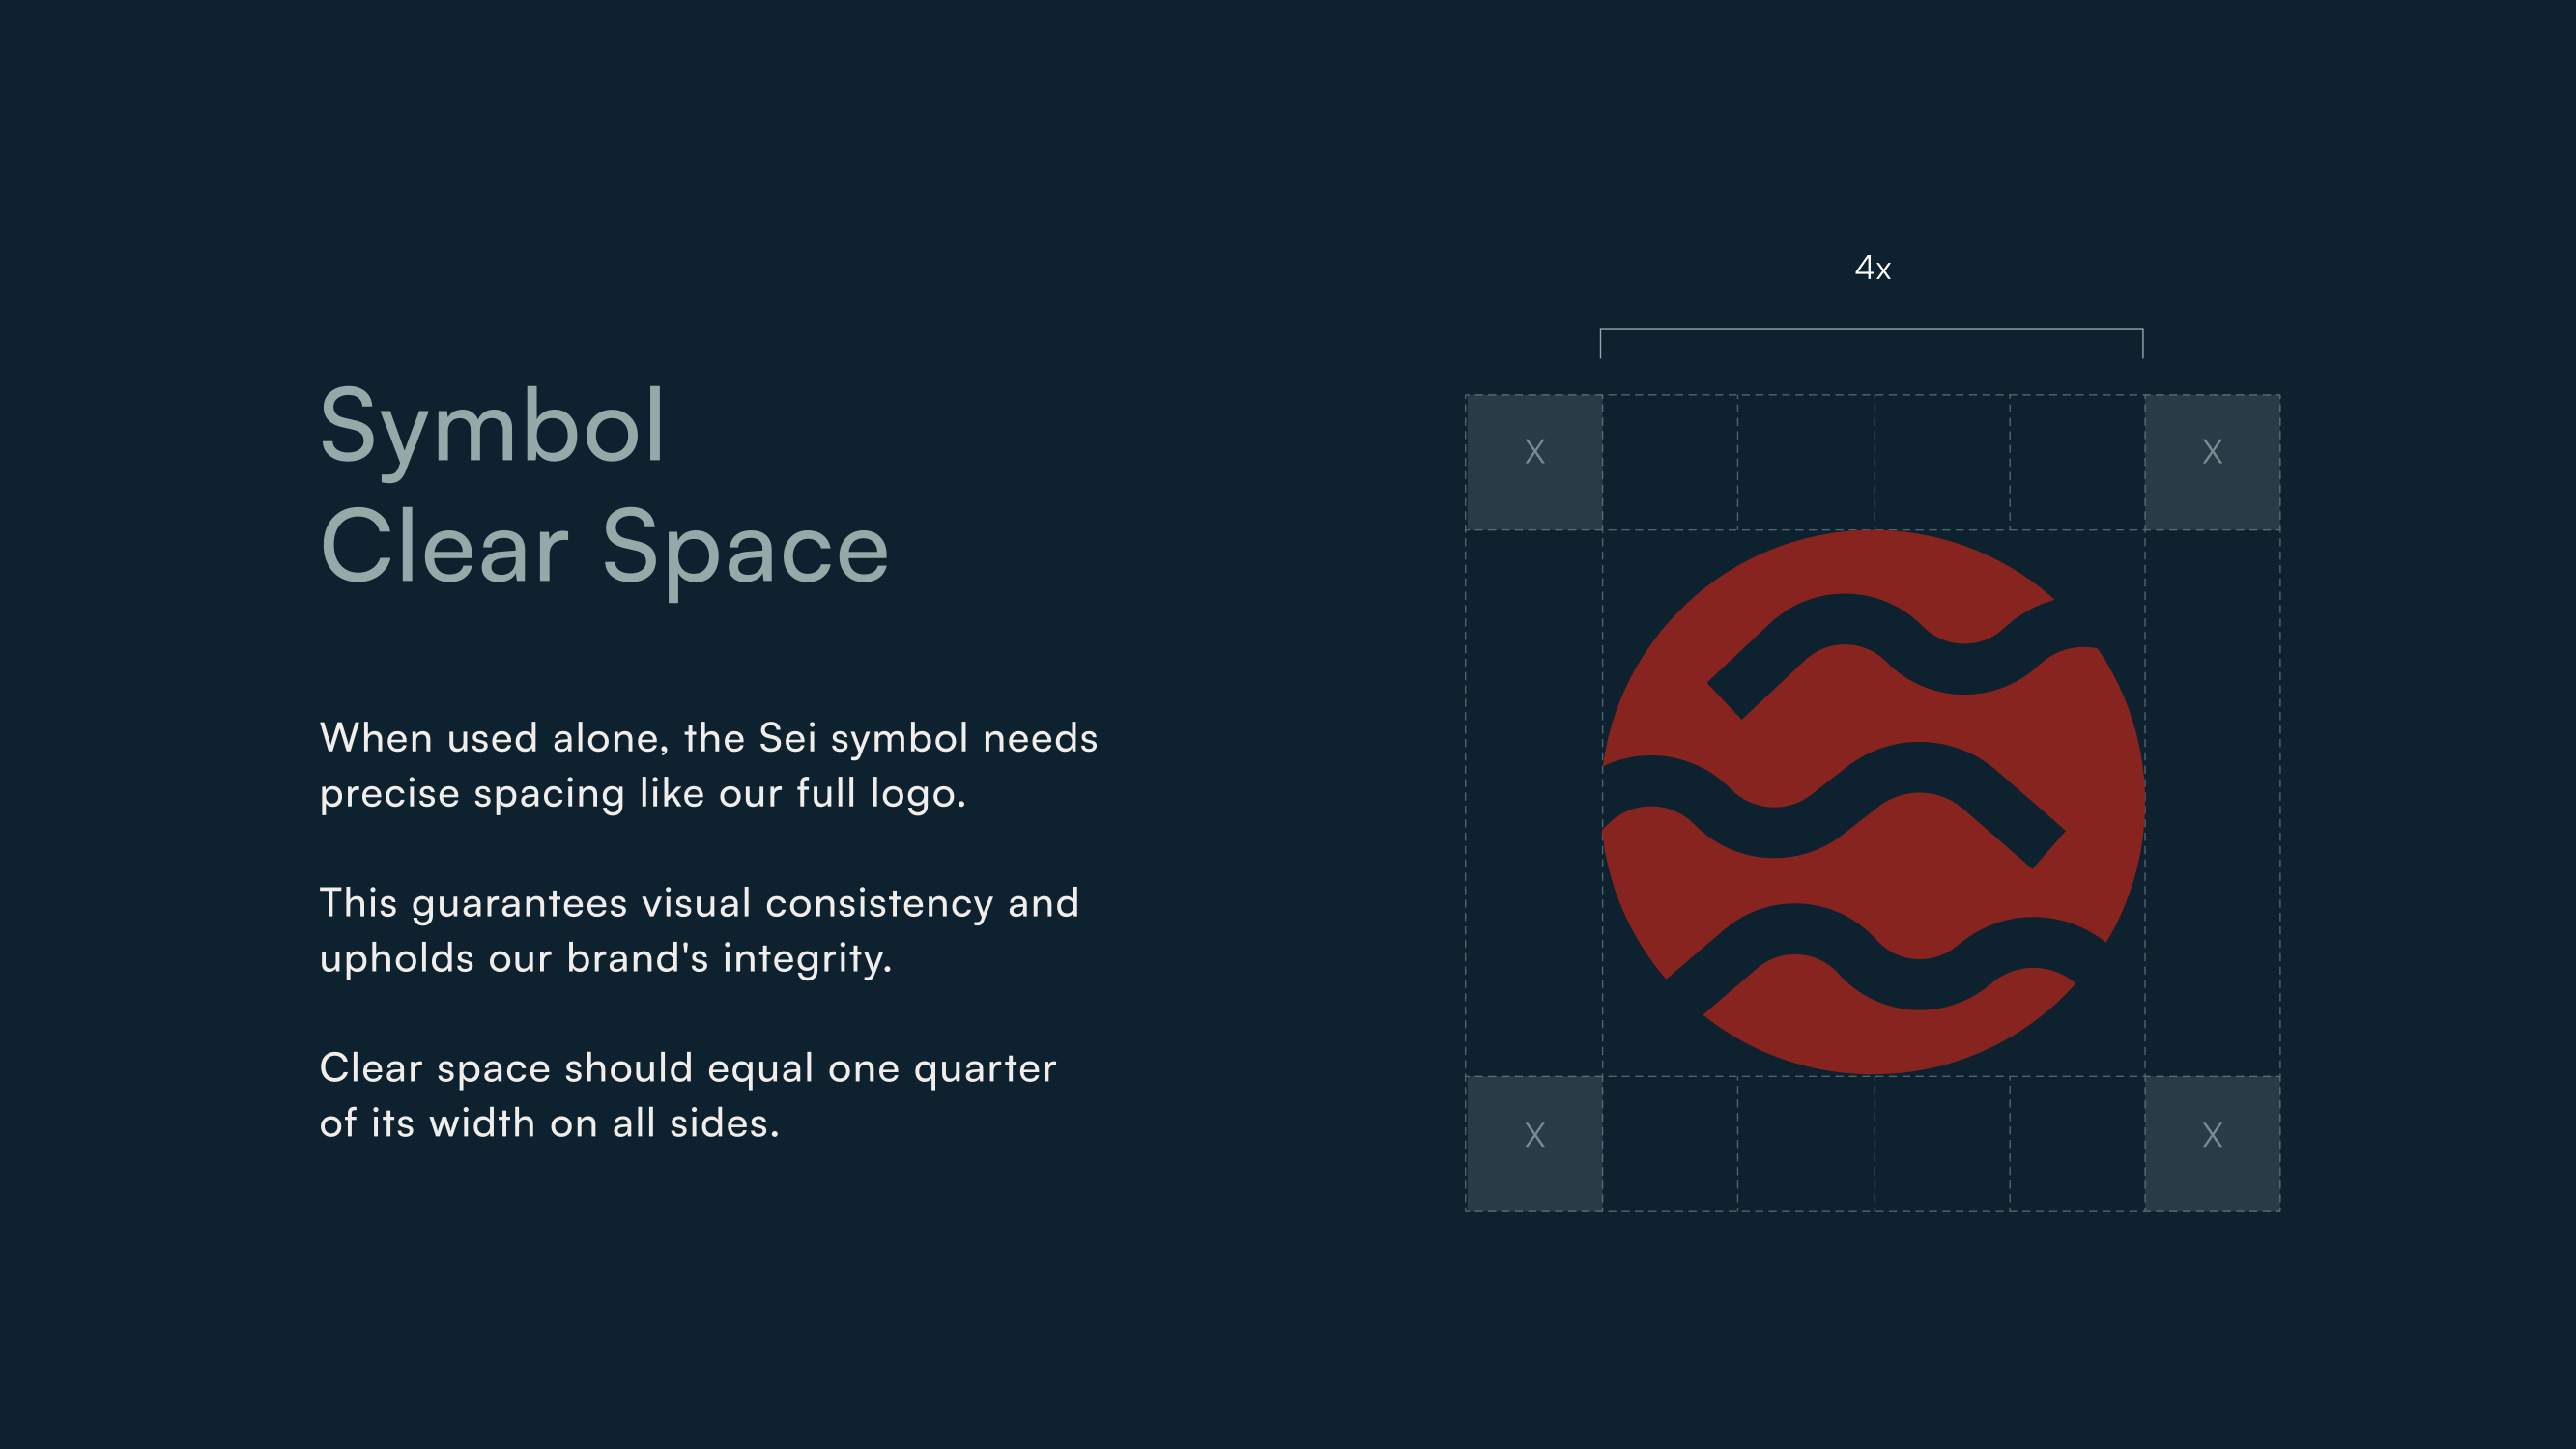 Symbol
Clear Space
When used alone, the Sei symbol needs
precise spacing like our full logo.
This guarantees visual consistency and
upholds our brand's integrity.
Clear space should equal one quarter
of its width on all sides.
4x
X
X
X
X